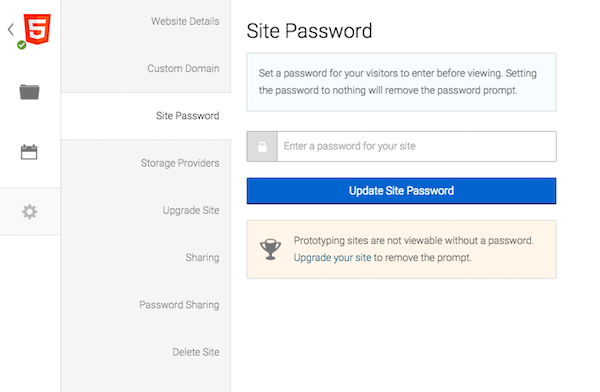 5
Website Details
Custom Domain
Site Password
Storage Providers
Upgrade Site
Sharing
Password Sharing
Delete Site
Site Password
Set a password for your visitors to enter before viewing. Setting
the password to nothing will remove the password prompt.
Enter a password for your site
Update Site Password
Prototyping sites are not viewable without a password.
Upgrade your site to remove the prompt.